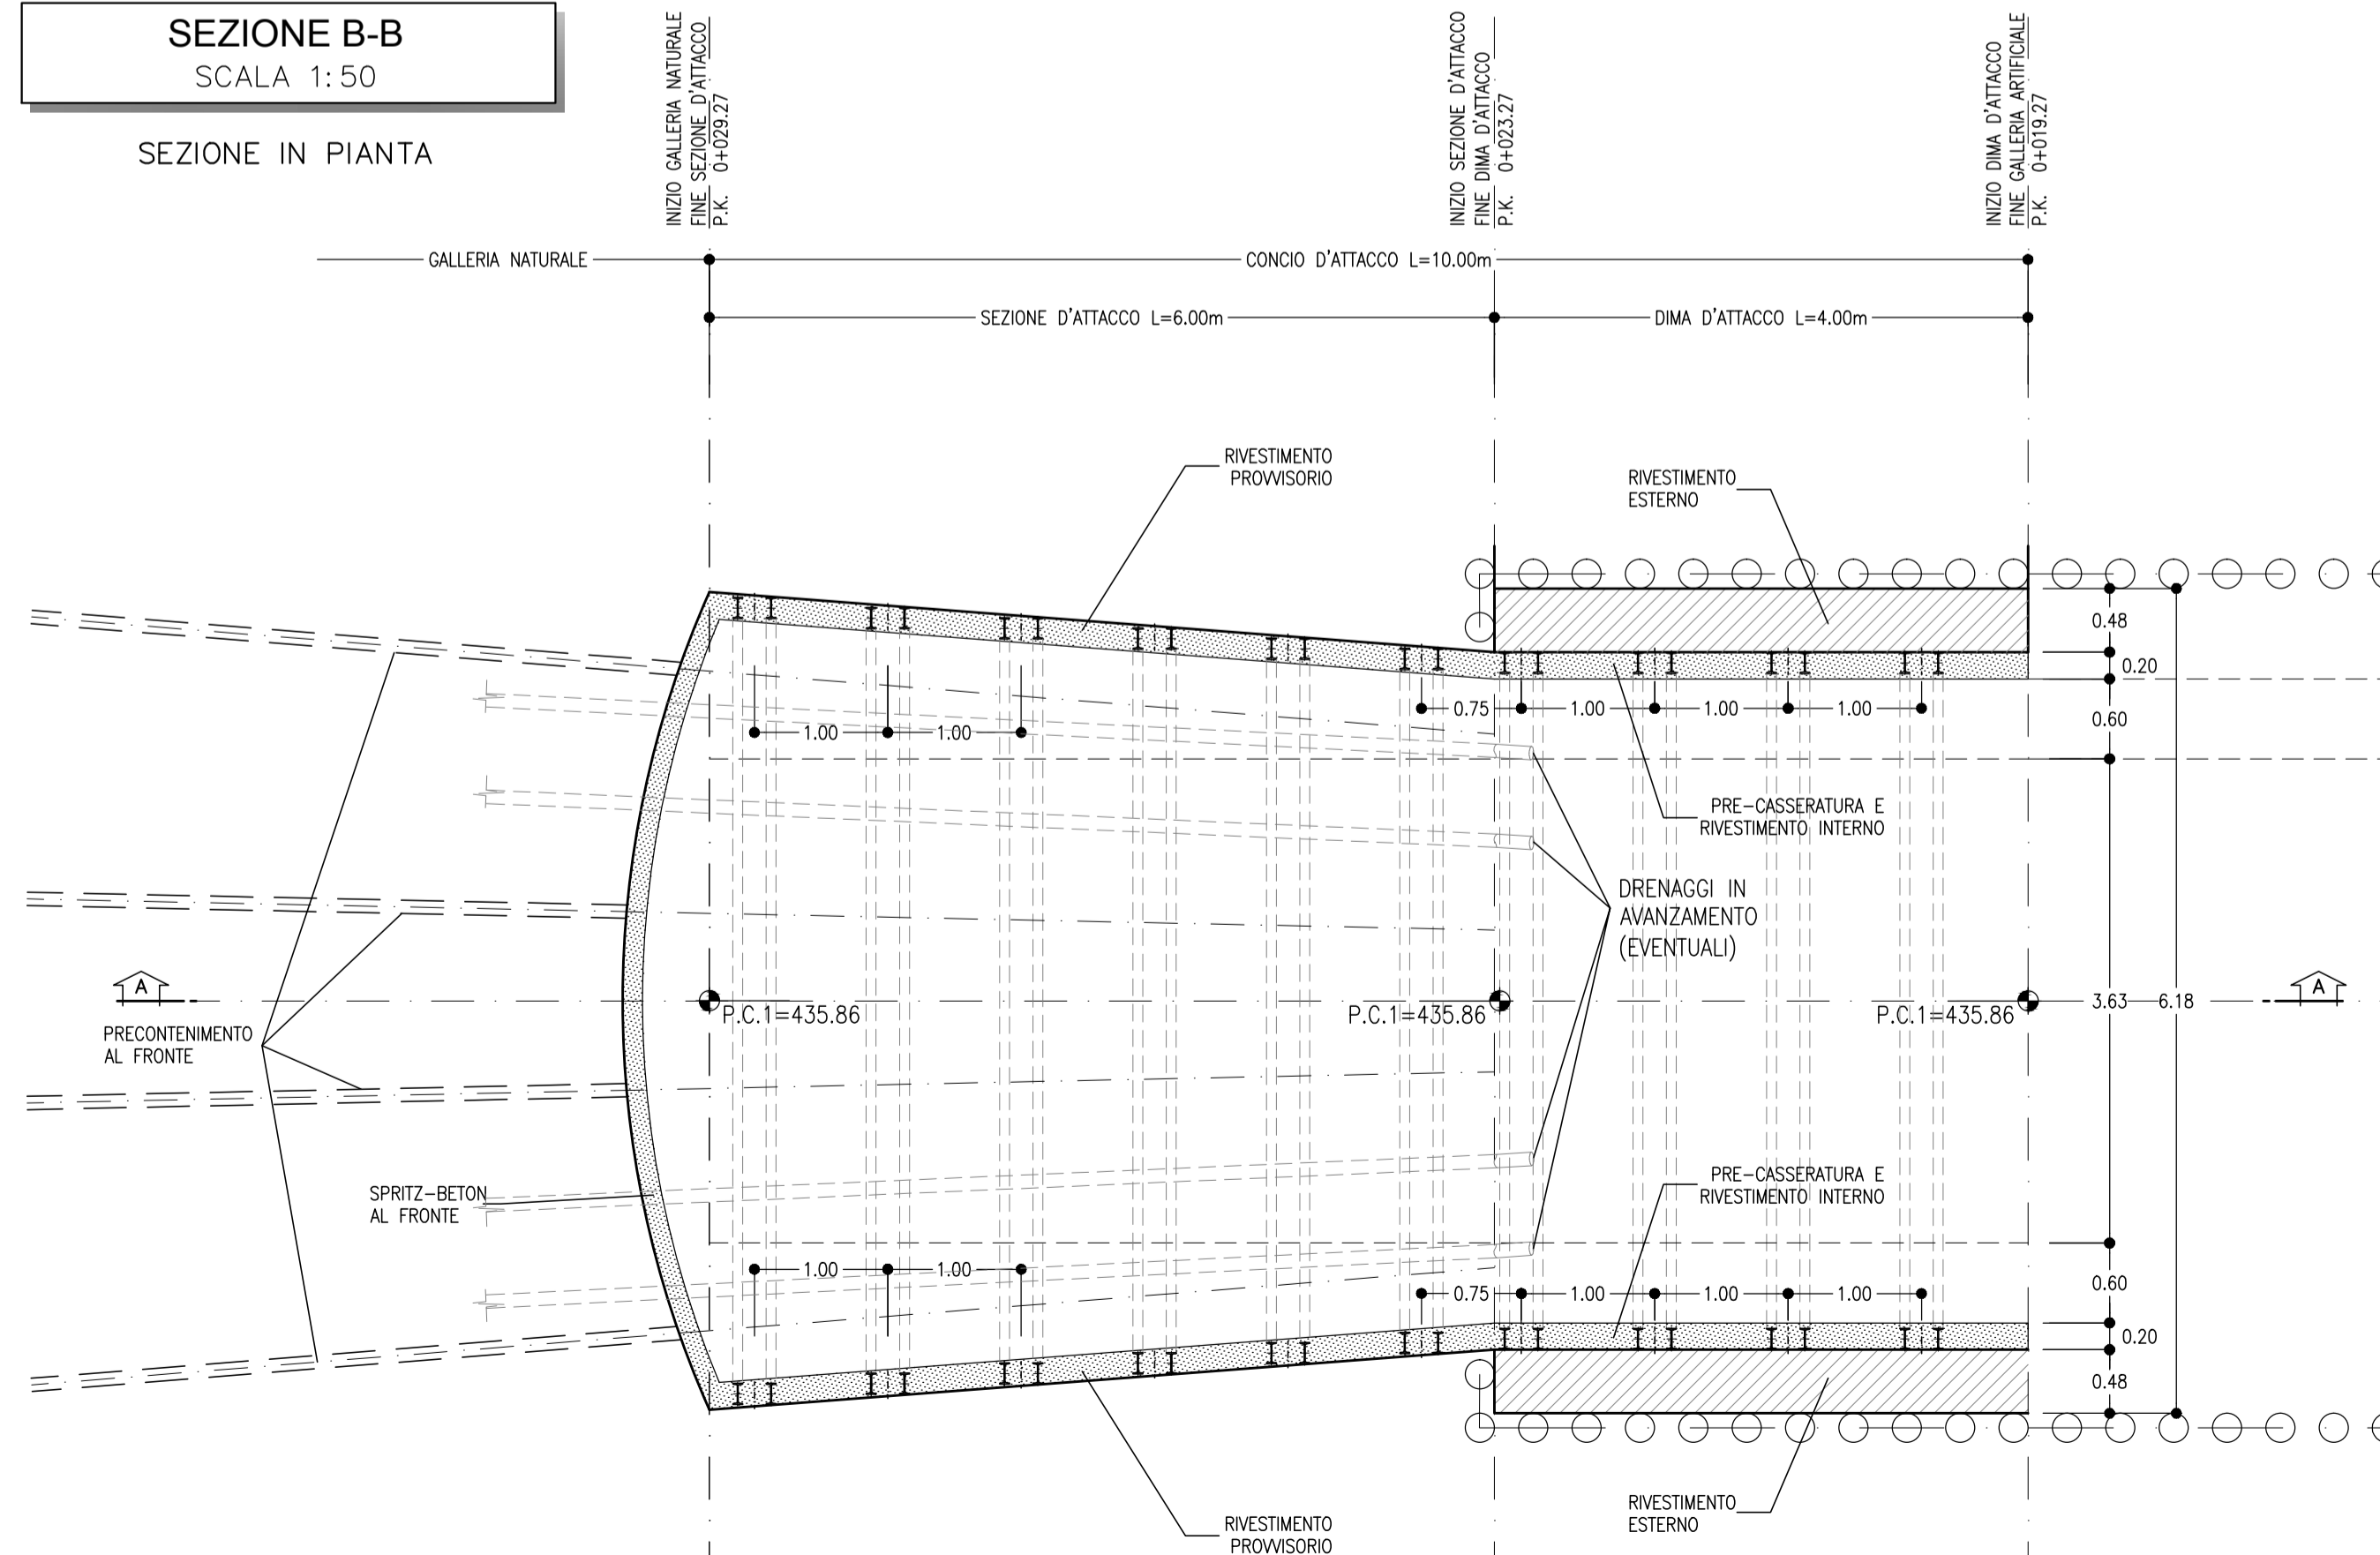 SEZIONE B-B
SCALA 1:50
SEZIONE IN PIANTA
INIZIO GALLERIA NATURALE
FINE SEZIONE D'ATTACCO
P.K. 0+029.27
INIZIO SEZIONE D'ATTACCO
FINE DIMA D'ATTACCO
P.K. 0+023.27
INIZIO DIMA D'ATTACCO
FINE GALLERIA ARTIFICIALE
P.K. 0+019.27
GALLERIA NATURALE
CONCIO D'ATTACCO L=10.00m
SEZIONE D'ATTACCO L=6.00m
DIMA D'ATTACCO L=4.00m
RIVESTIMENTO
PROVVISORIO
RIVESTIMENTO
ESTERNO
0.48
0.20
0.60
1.00
1.00
0.75
1.00
1.00
1.00
PRE-CASSERATURA E
RIVESTIMENTO INTERNO
DRENAGGI IN
AVANZAMENTO
(EVENTUALI)
A
P.C.1=435.86
P.C.1=435.86
P.C.1=435.86
3.63
6.18
A
PRECONTENIMENTO
AL FRONTE
SPRITZ-BETON
AL FRONTE
PRE-CASSERATURA E
RIVESTIMENTO INTERNO
1.00
1.00
0.75
1.00
1.00
1.00
0.60
0.20
0.48
RIVESTIMENTO
ESTERNO
RIVESTIMENTO
PROVVISORIO